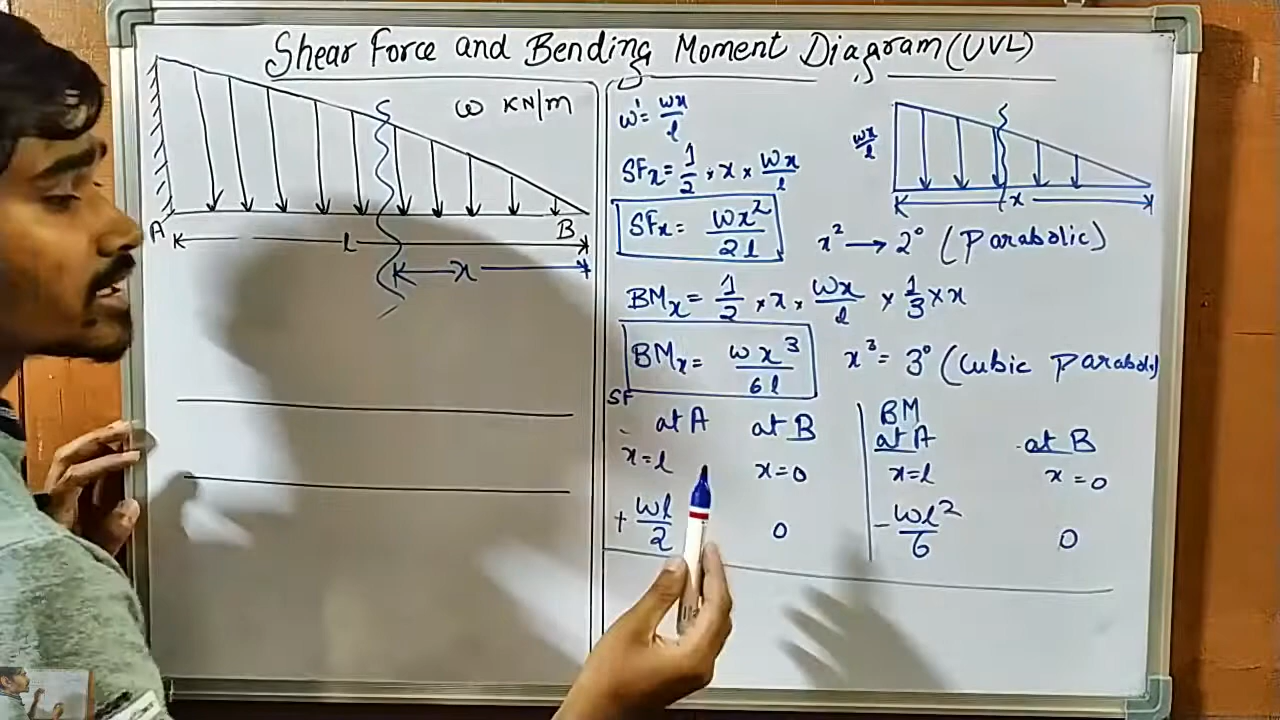 Shear Force and Bending Moment Diagram (UVL)
ω KN/m
A
B
l
x
w' = wx/l
SFx = 1/2 × x × wx/l
SFx = wx²/2l
x² → 2° (Parabolic)
wx/l
x
BMx = 1/2 × x × wx/l × 1/3 × x
BMx = wx³/6l
x³ = 3° (Cubic Parabolic)
SF
at A at B
x = l x = 0
+ wl/2 0
BM
at A at B
x = l x = 0
- wl²/6 0